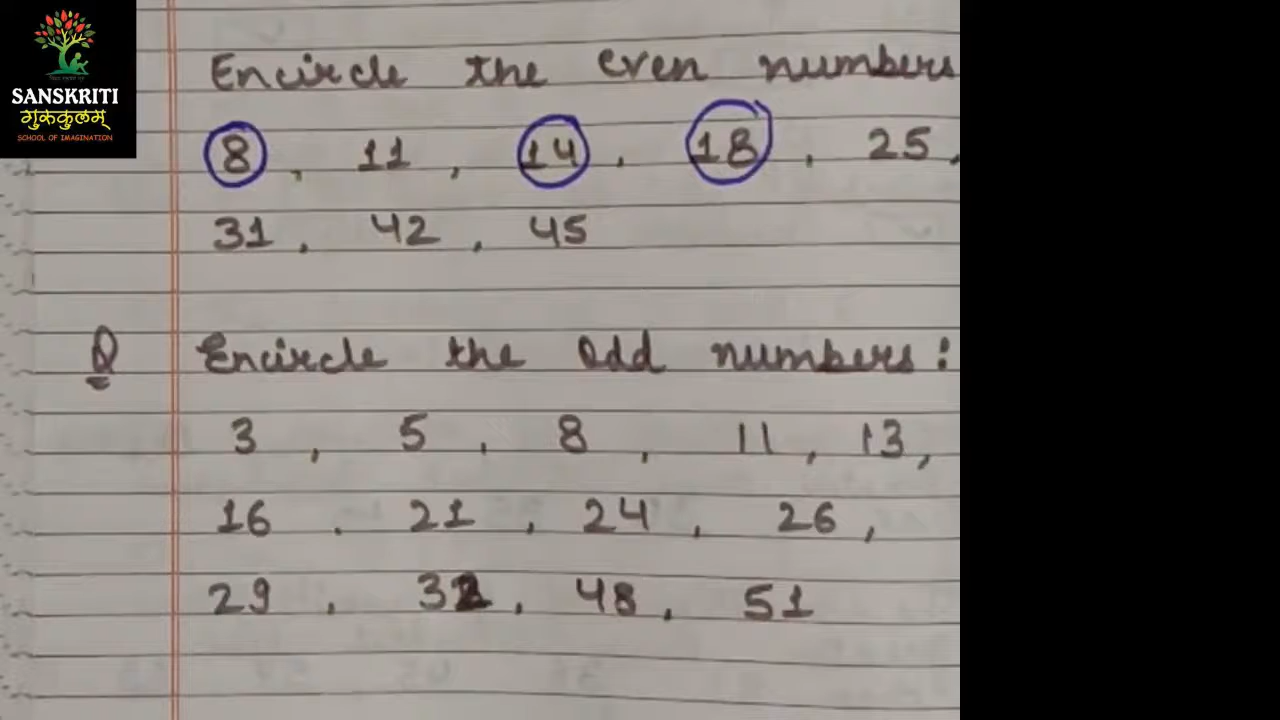 SANSKRITI
गुरुकुलम्
SCHOOL OF IMAGINATION
Encircle the even numbers
8, 11, 14, 18, 25,
31, 42, 45
Q Encircle the Odd numbers:
3, 5, 8, 11, 13,
16, 21, 24, 26,
29, 32, 48, 51